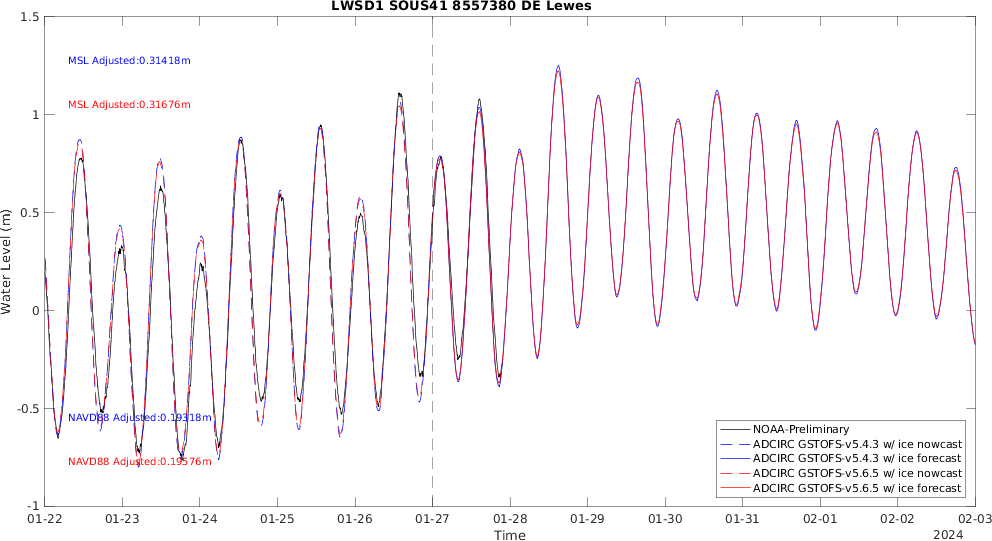 LWSD1 SOUS41 8557380 DE Lewes
1.5
1
0.5
0
-0.5
-1
Water Level (m)
MSL Adjusted:0.31418m
MSL Adjusted:0.31676m
NAVD88 Adjusted:0.19318m
NAVD88 Adjusted:0.19576m
NOAA-Preliminary
ADCIRC GSTOFS-v5.4.3 w/ ice nowcast
ADCIRC GSTOFS-v5.4.3 w/ ice forecast
ADCIRC GSTOFS-v5.6.5 w/ ice nowcast
ADCIRC GSTOFS-v5.6.5 w/ ice forecast
01-22 01-23 01-24 01-25 01-26 01-27 01-28 01-29 01-30 01-31 02-01 02-02 02-03
Time
2024